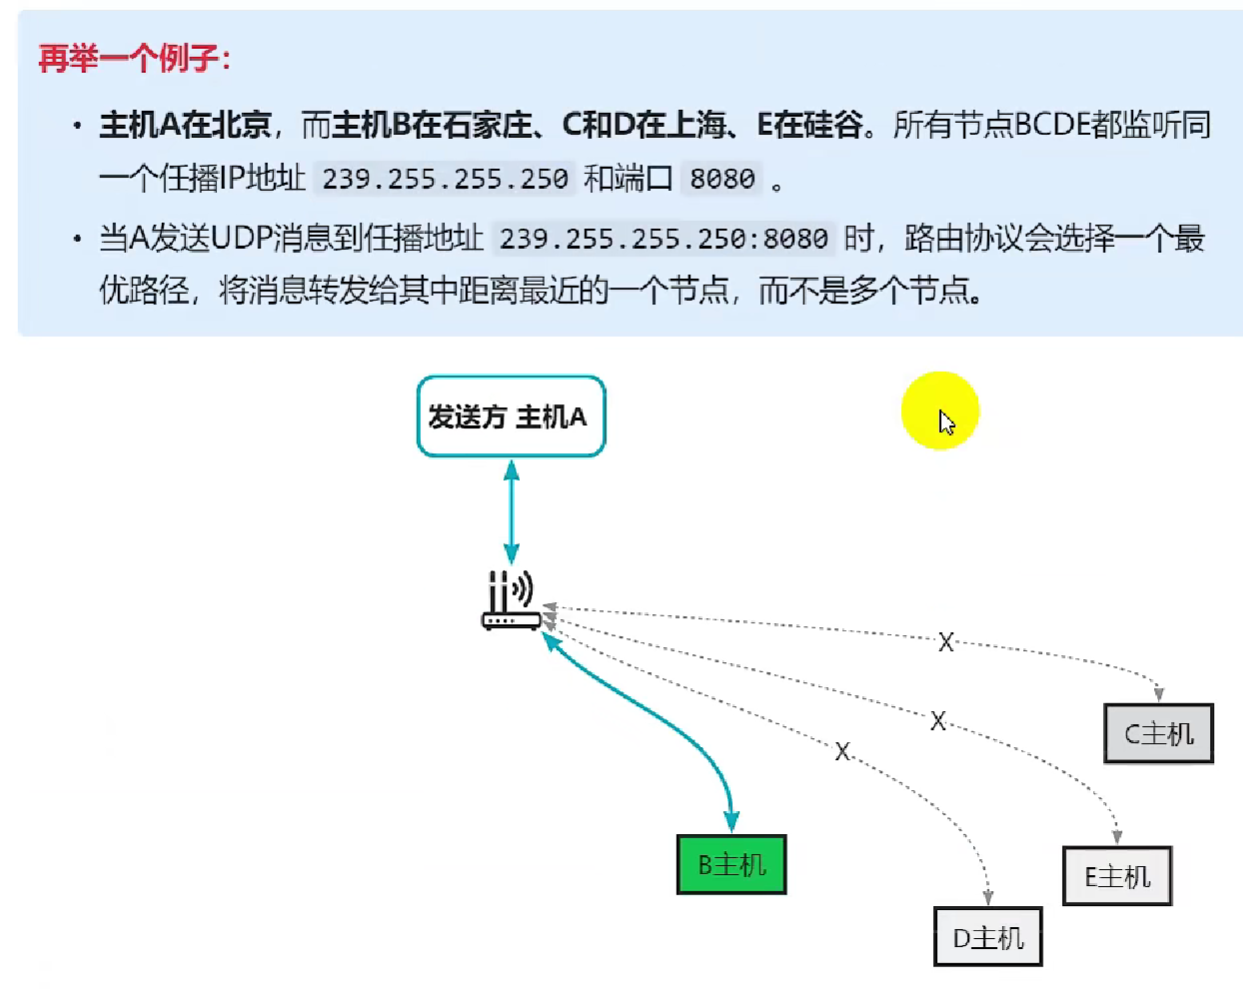 再举一个例子：
• 主机A在北京，而主机B在石家庄、C和D在上海、E在硅谷。所有节点BCDE都监听同
一个任播IP地址 239.255.255.250 和端口 8080 。
• 当A发送UDP消息到任播地址 239.255.255.250:8080 时，路由协议会选择一个最
优路径，将消息转发给其中距离最近的一个节点，而不是多个节点。
发送方 主机A
X
X
X
C主机
B主机
E主机
D主机